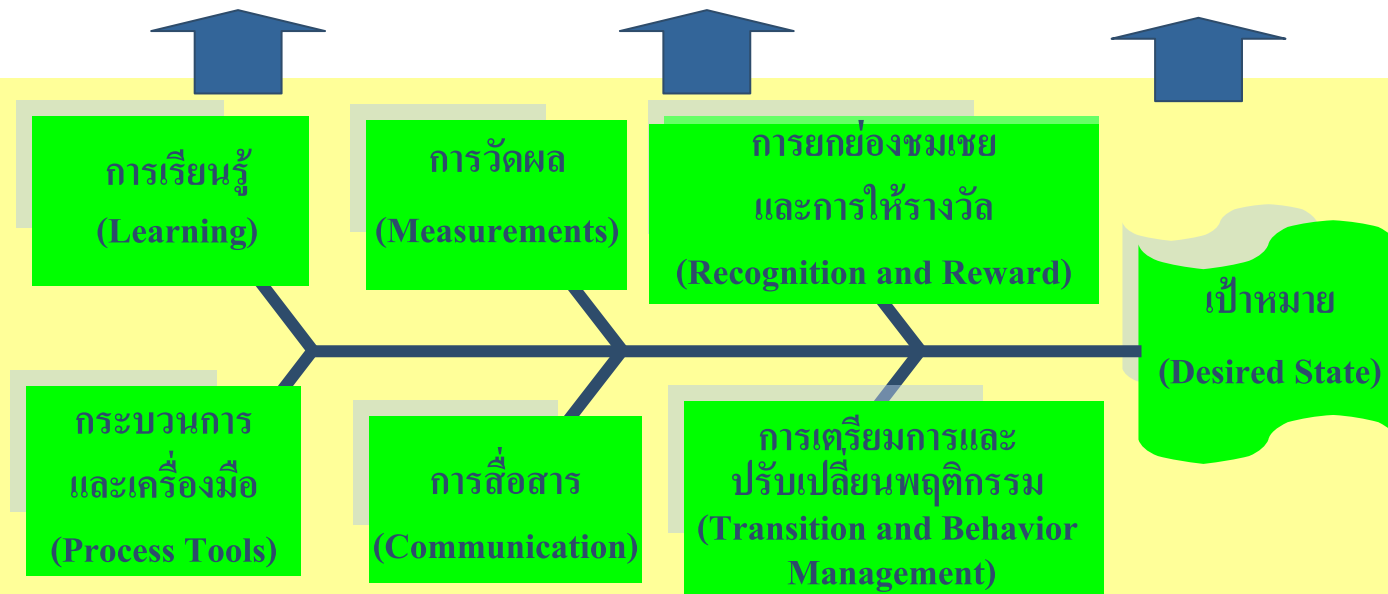 การเรียนรู้
(Learning)
การวัดผล
(Measurements)
การยกย่องชมเชย
และการให้รางวัล
(Recognition and Reward)
เป้าหมาย
(Desired State)
กระบวนการ
และเครื่องมือ
(Process Tools)
การสื่อสาร
(Communication)
การเตรียมการและ
ปรับเปลี่ยนพฤติกรรม
(Transition and Behavior
Management)